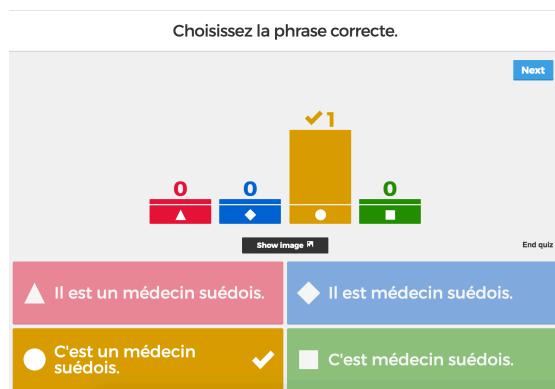 Choisissez la phrase correcte.
Next
1
0
0
0
Show image
End quiz
Il est un médecin suédois.
Il est médecin suédois.
C'est un médecin
suédois.
C'est médecin suédois.